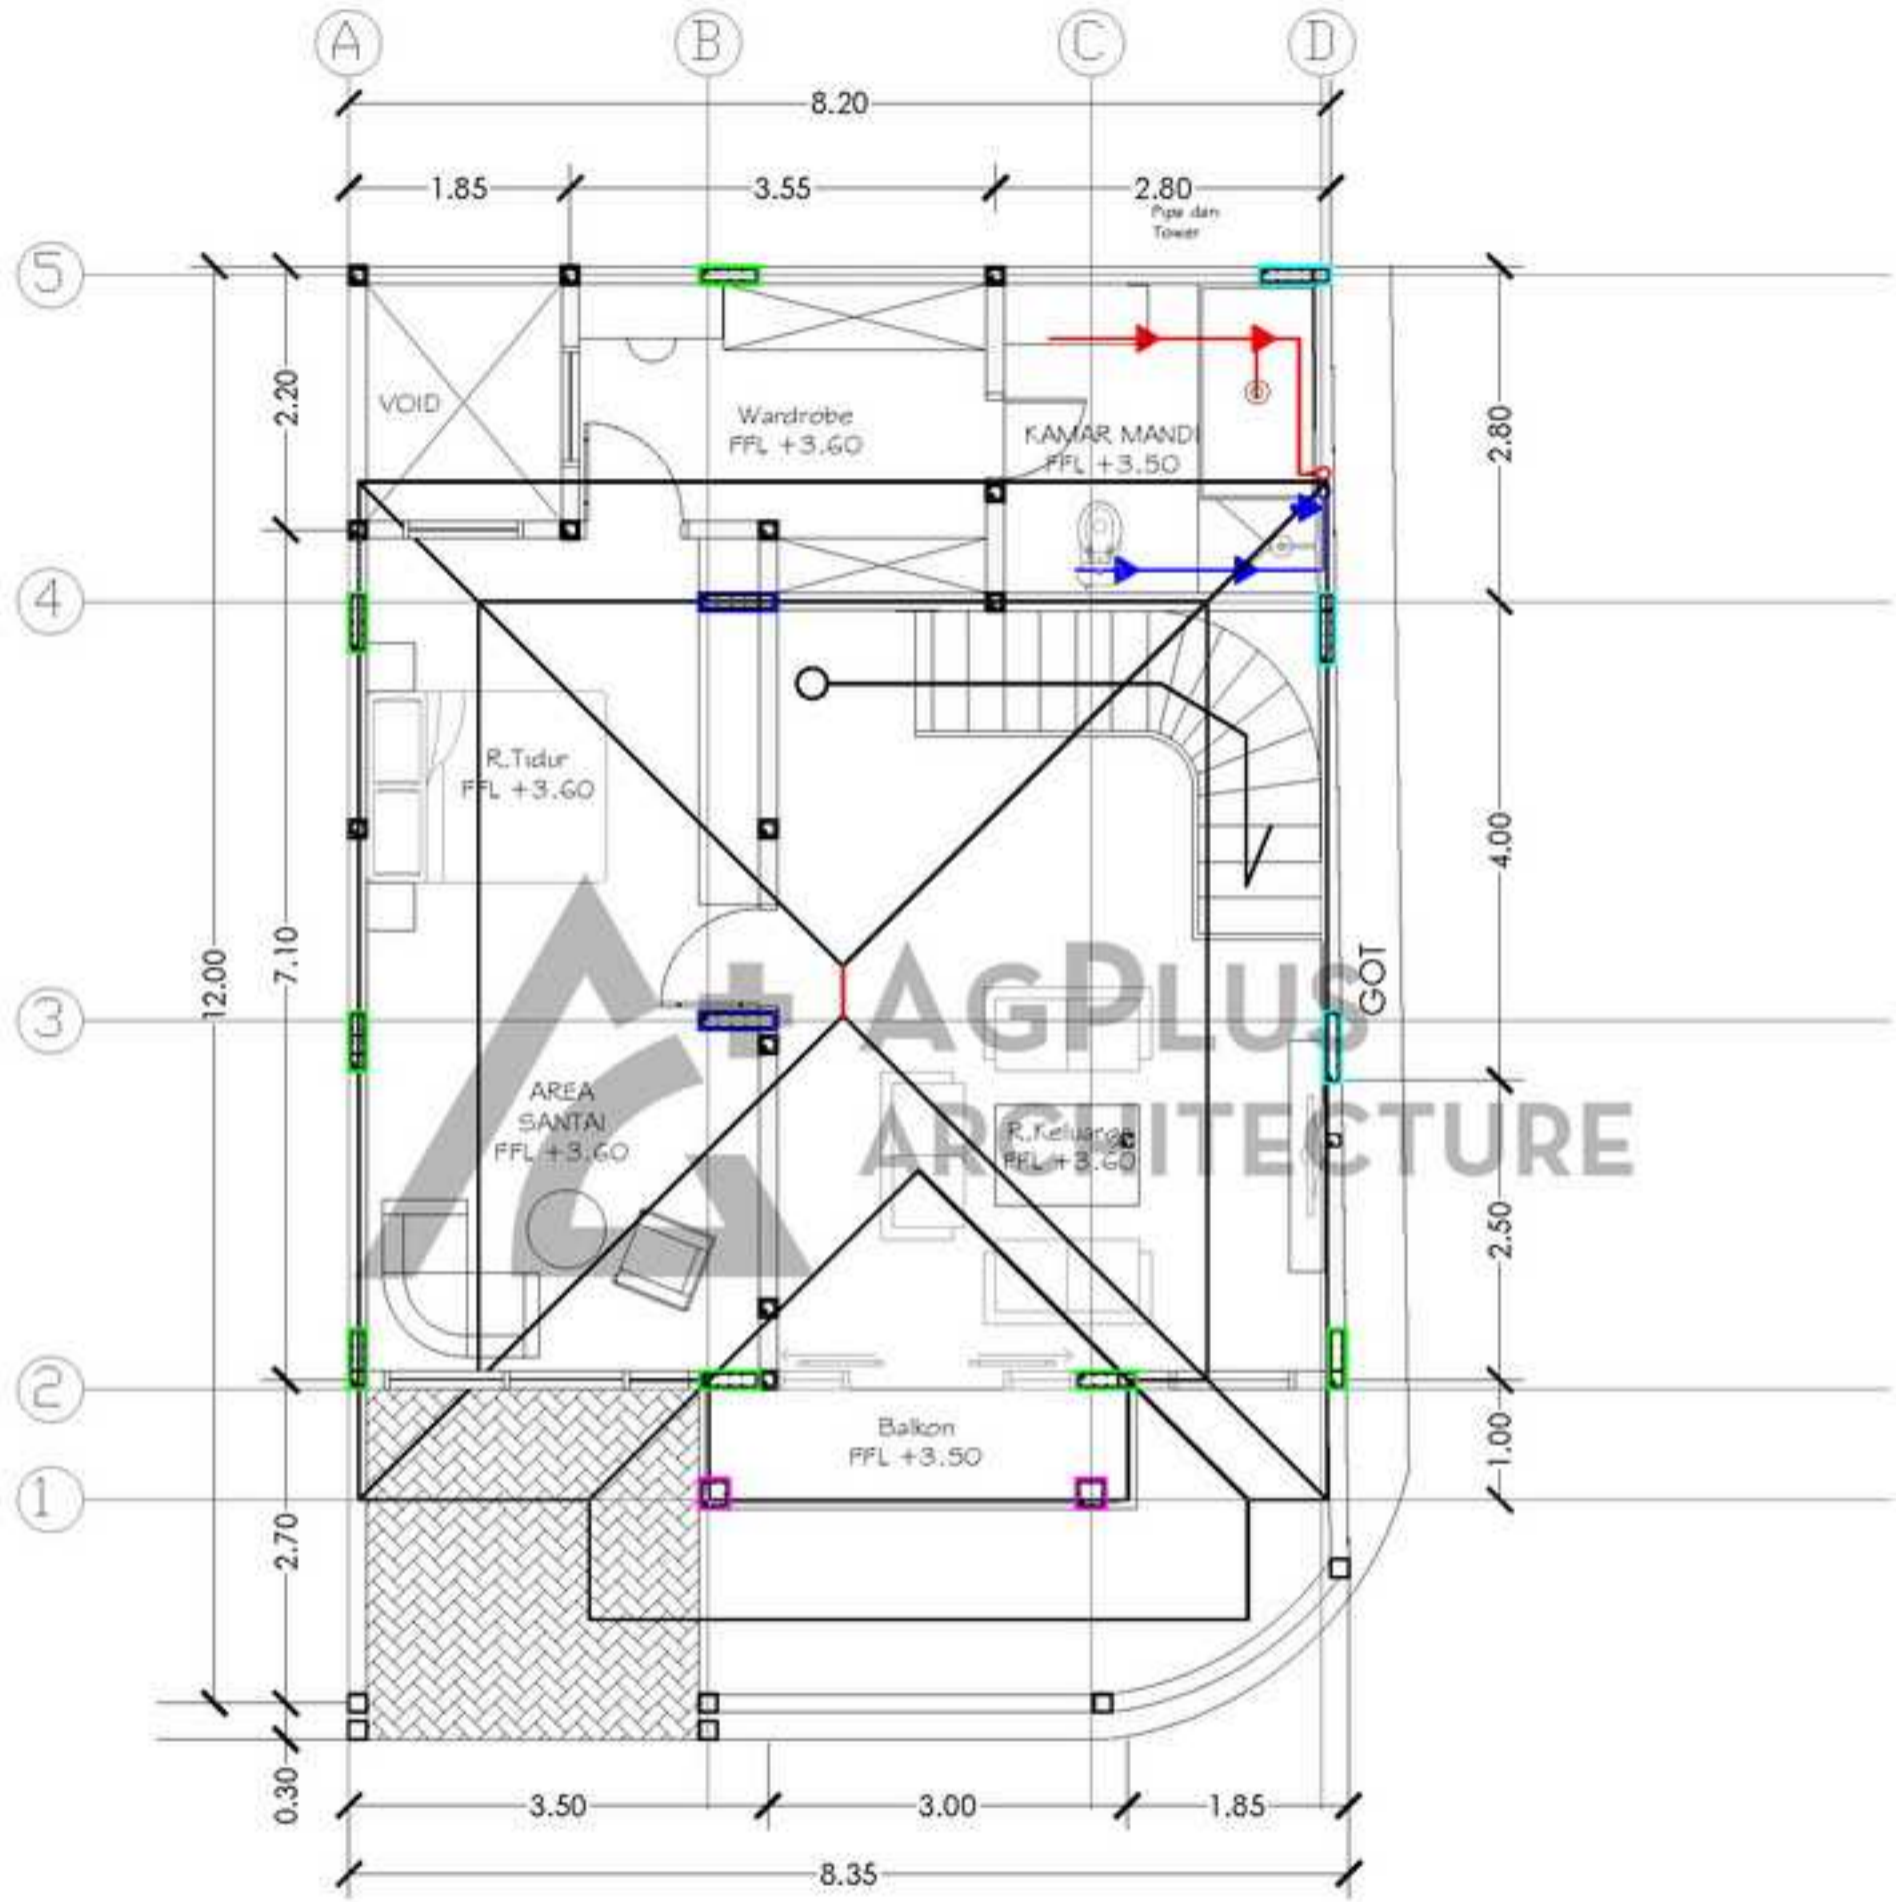 A
B
C
D
8.20
1.85
3.55
2.80
Pipa dan
Tower
5
2.20
VOID
Wardrobe
FFL +3.60
KAMAR MANDI
FFL +3.50
2.80
4
R.Tidur
FFL +3.60
4.00
12.00
7.10
GOT
3
AGPLUS
ARCHITECTURE
AREA
SANTAI
FFL +3.60
R.Keluarga
FFL +3.60
2.50
2
Balkon
FFL +3.50
1.00
1
2.70
0.30
3.50
3.00
1.85
8.35